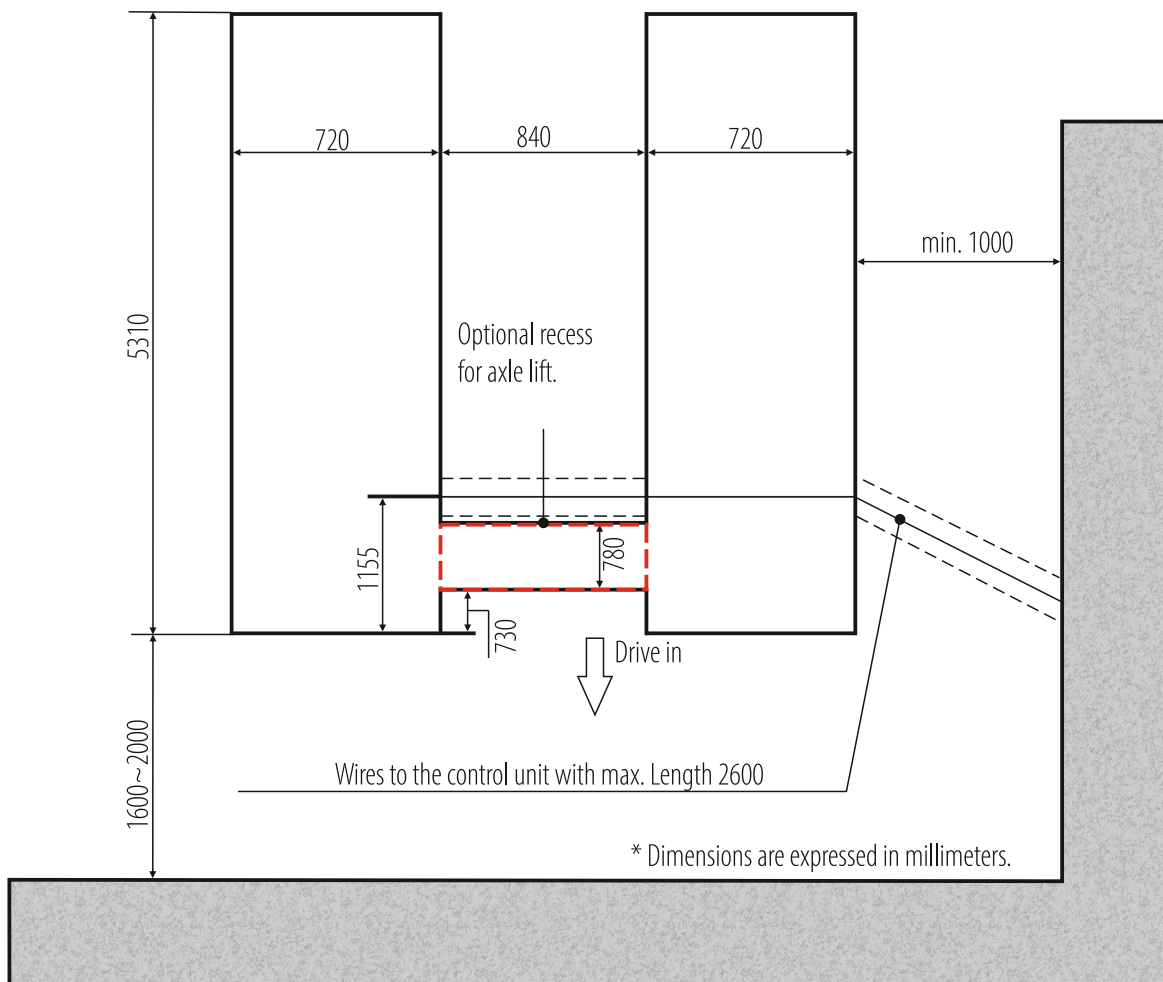 720
840
720
min. 1000
5310
Optional recess
for axle lift.
1155
780
730
Drive in
1600~2000
Wires to the control unit with max. Length 2600
* Dimensions are expressed in millimeters.